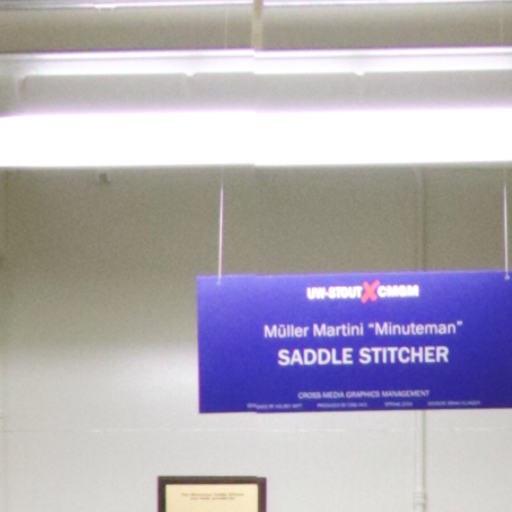 UW-STOUT X CMGM
Müller Martini “Minuteman”
SADDLE STITCHER
CROSS-MEDIA GRAPHICS MANAGEMENT